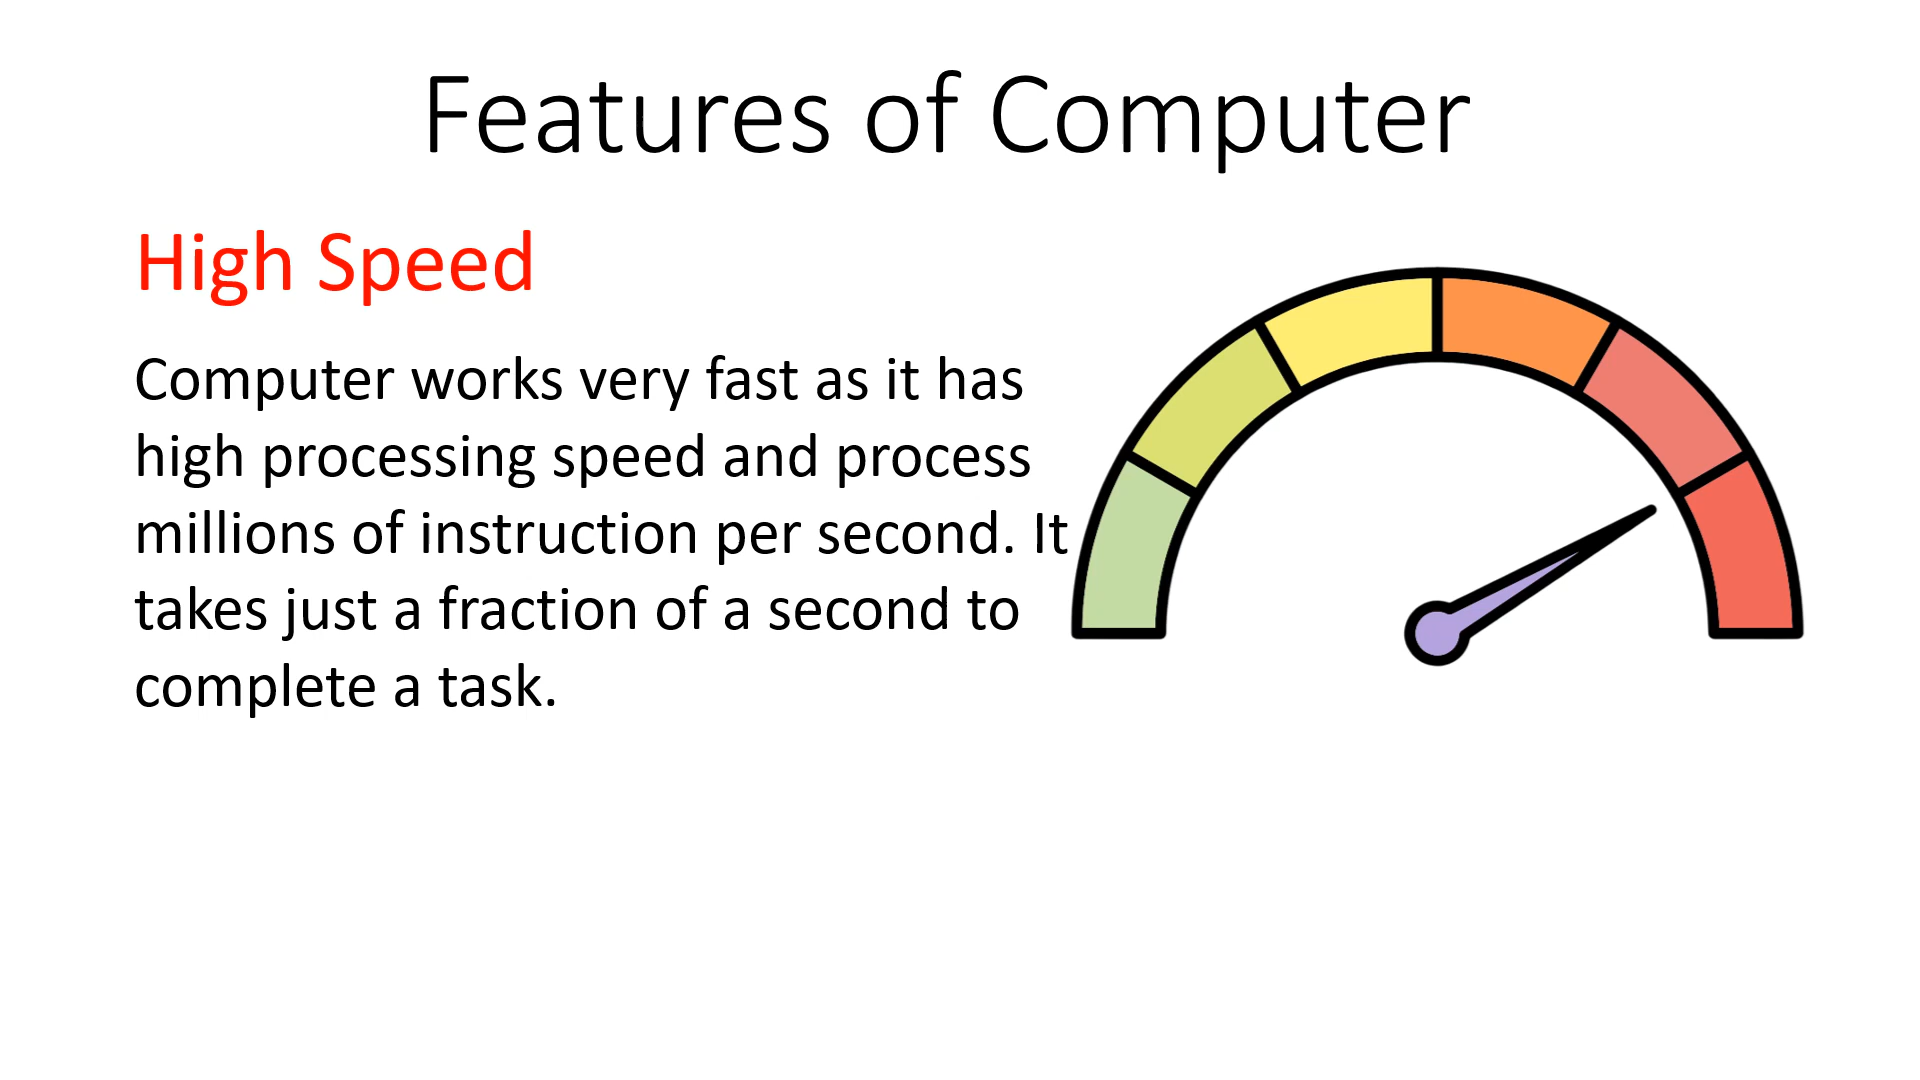 Features of Computer
High Speed
Computer works very fast as it has
high processing speed and process
millions of instruction per second. It
takes just a fraction of a second to
complete a task.